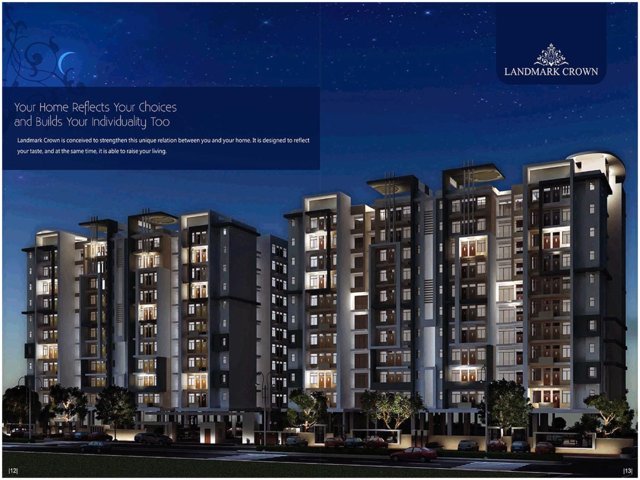 LANDMARK CROWN
Your Home Reflects Your Choices
and Builds Your Individuality Too
Landmark Crown is conceived to strengthen this unique relation between you and your home. It is designed to reflect
your taste, and at the same time, it is able to raise your living.
|12|
|13|